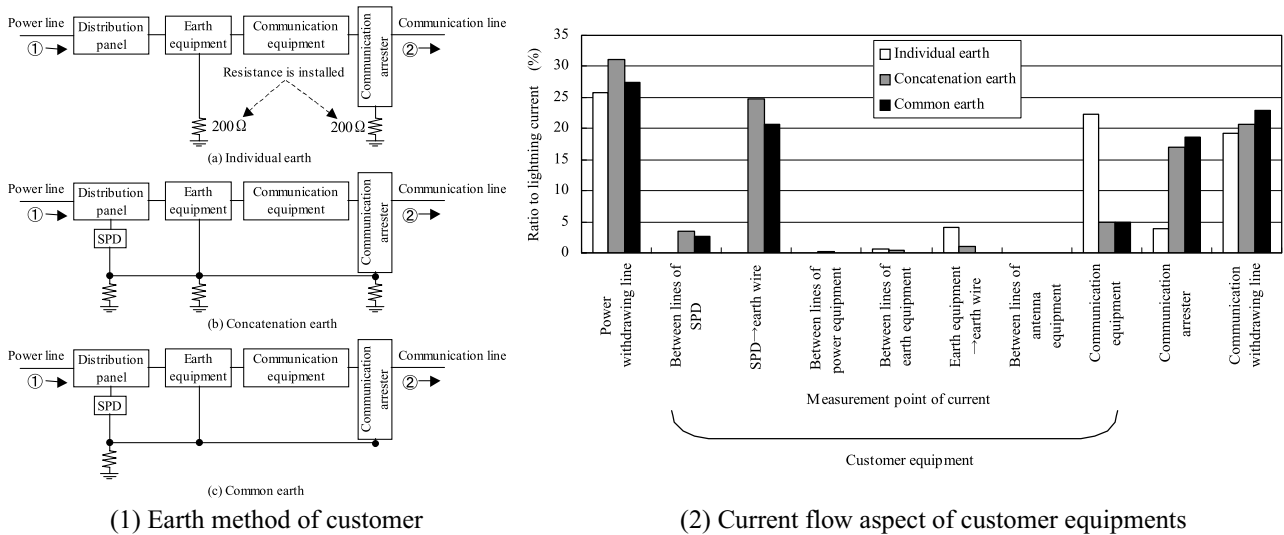 Power line
Distribution
panel
Earth
equipment
Communication
equipment
Communication
arrester
Communication line
①
②
Resistance is installed
200Ω
200Ω
(a) Individual earth
Power line
Distribution
panel
Earth
equipment
Communication
equipment
Communication
arrester
Communication line
①
②
SPD
(b) Concatenation earth
Power line
Distribution
panel
Earth
equipment
Communication
equipment
Communication
arrester
Communication line
①
②
SPD
(c) Common earth
(1) Earth method of customer
Ratio to lightning current (%)
35
30
25
20
15
10
5
0
Individual earth
Concatenation earth
Common earth
Power
withdrawing line
Between lines of
SPD
SPD→earth wire
Between lines of
power equipment
Between lines of
earth equipment
Earth equipment
→earth wire
Between lines of
antenna
equipment
Communication
equipment
Communication
arrester
Communication
withdrawing line
Measurement point of current
Customer equipment
(2) Current flow aspect of customer equipments